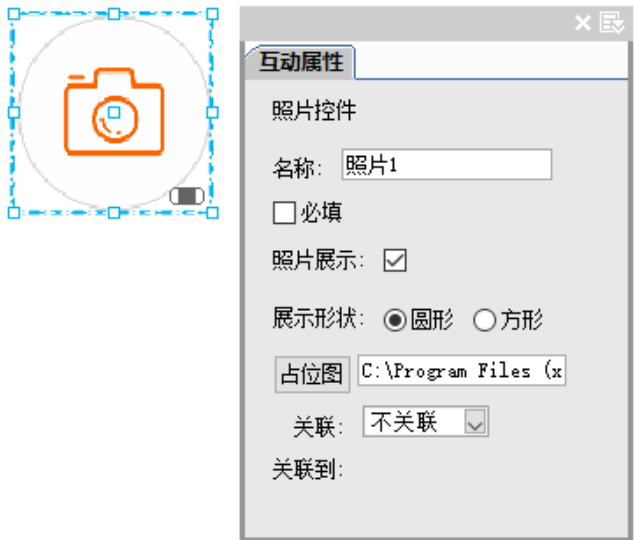 互动属性
照片控件
名称: 照片1
必填
照片展示:
展示形状: 圆形 方形
占位图 C:\Program Files (x
关联: 不关联
关联到: